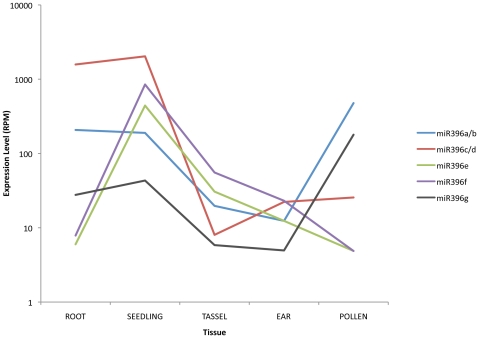 10000
1000
100
10
1
Expression Level (RPM)
ROOT SEEDLING TASSEL EAR POLLEN
Tissue
miR396a/b
miR396c/d
miR396e
miR396f
miR396g